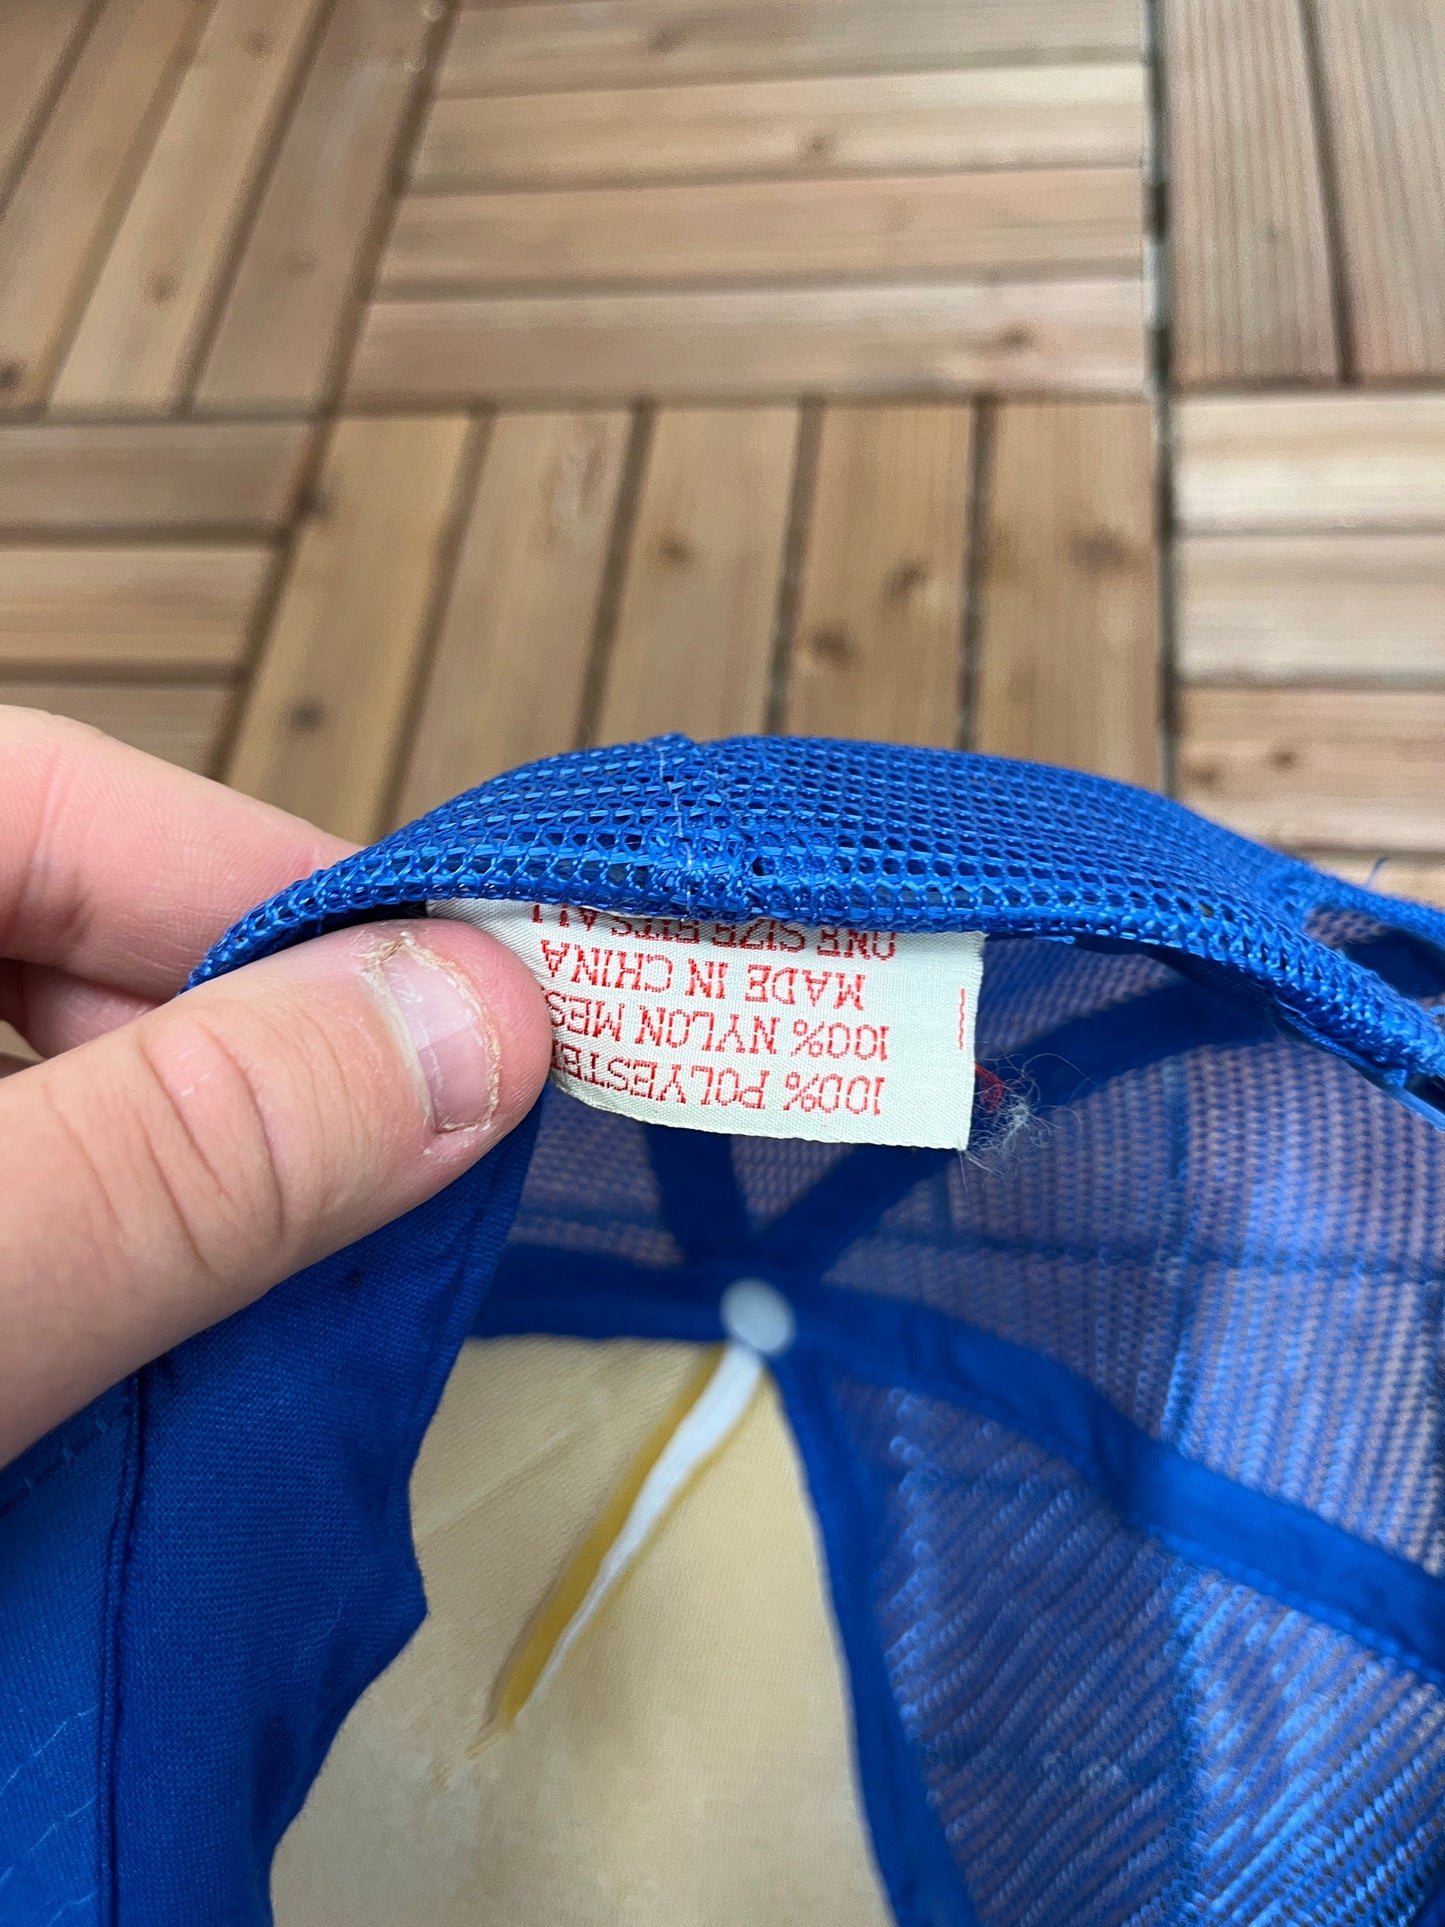 100% POLYESTER
100% NYLON MES
MADE IN CHINA
ONE SIZE FITS ALL